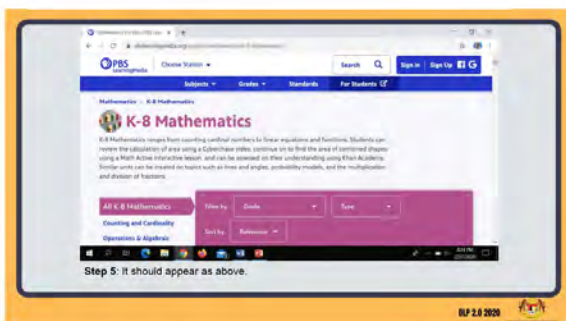 PBS
LearningMedia
Choose Station
Search
Sign in | Sign Up
Subjects
Grades
Standards
For Students
Mathematics > K-8 Mathematics
K-8 Mathematics
K-8 Mathematics ranges from counting cardinal numbers to linear equations and functions. Students can
review the calculation of area using a Cyberchase video, continue on to find the area of combined shapes
using a Math Active Interactive lesson, and can be assessed on their understanding using Khan Academy.
Similar units can be created on topics such as lines and angles, probability models, and the multiplication
and division of fractions.
All K-8 Mathematics
Filter by
Grade
Type
Counting and Cardinality
Operations & Algebraic
Sort by
Relevance
Step 5: It should appear as above.
DLP 2.0 2020